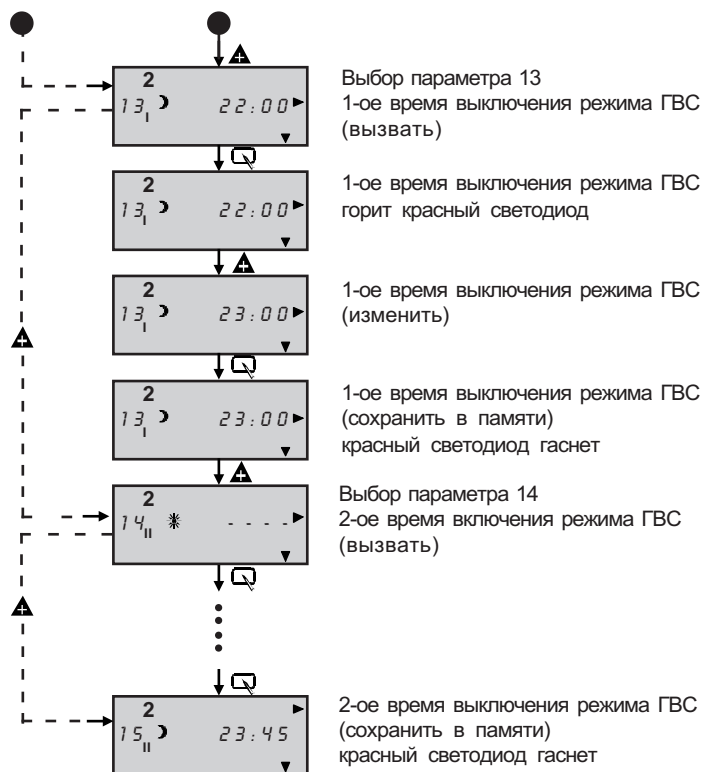 2
13 I 22:00
Выбор параметра 13
1-ое время выключения режима ГВС
(вызвать)
2
13 I 22:00
1-ое время выключения режима ГВС
горит красный светодиод
2
13 I 23:00
1-ое время выключения режима ГВС
(изменить)
2
13 I 23:00
1-ое время выключения режима ГВС
(сохранить в памяти)
красный светодиод гаснет
2
14 II - - - -
Выбор параметра 14
2-ое время включения режима ГВС
(вызвать)
2
15 II 23:45
2-ое время выключения режима ГВС
(сохранить в памяти)
красный светодиод гаснет